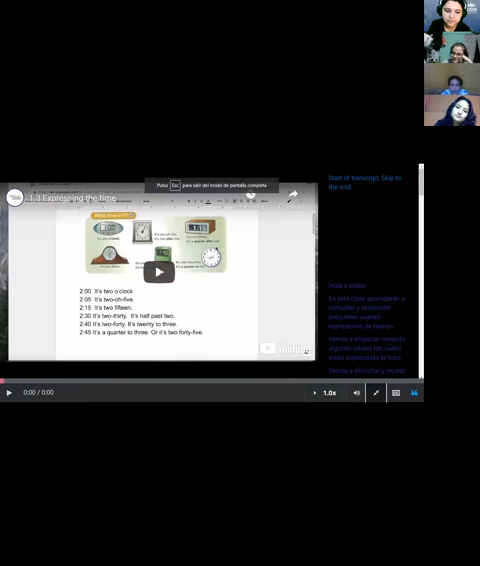 Pulsa Esc para salir del modo de pantalla completa
1.3 Expressing the time
What time is it?
2:00 It's two o'clock
2:05 It's two-oh-five.
2:15 It's two fifteen.
2:30 It's two-thirty. It's half past two.
2:40 It's two-forty. It's twenty to three.
2:45 It's a quarter to three. Or it's two forty-five.
YouTube
0:00 / 0:00
1.0x
Start of transcript. Skip to
the end.
Hola a todos
En esta clase aprenderán a
consultar y responder
preguntas usando
expresiones de tiempo
Vamos a empezar mirando
algunos relojes los cuales
están expresando la hora
Vamos a escuchar y repetir.